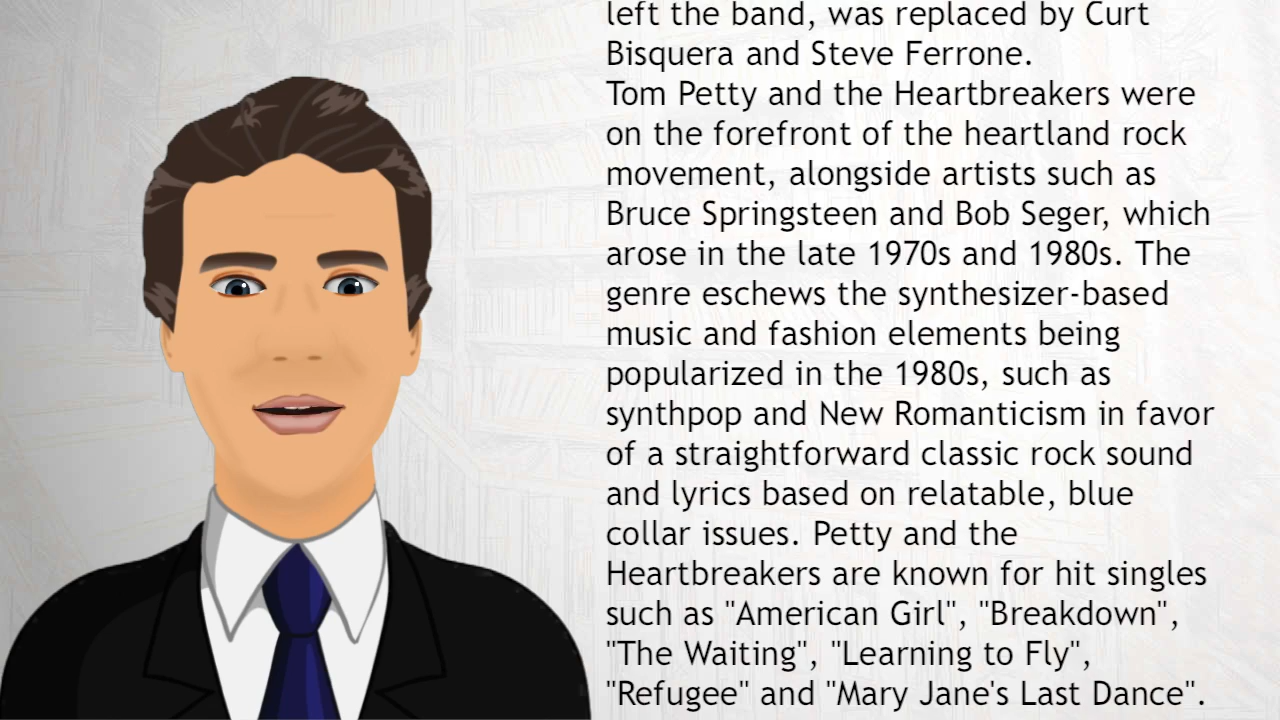 left the band, was replaced by Curt
Bisquera and Steve Ferrone.
Tom Petty and the Heartbreakers were
on the forefront of the heartland rock
movement, alongside artists such as
Bruce Springsteen and Bob Seger, which
arose in the late 1970s and 1980s. The
genre eschews the synthesizer-based
music and fashion elements being
popularized in the 1980s, such as
synthpop and New Romanticism in favor
of a straightforward classic rock sound
and lyrics based on relatable, blue
collar issues. Petty and the
Heartbreakers are known for hit singles
such as "American Girl", "Breakdown",
"The Waiting", "Learning to Fly",
"Refugee" and "Mary Jane's Last Dance".